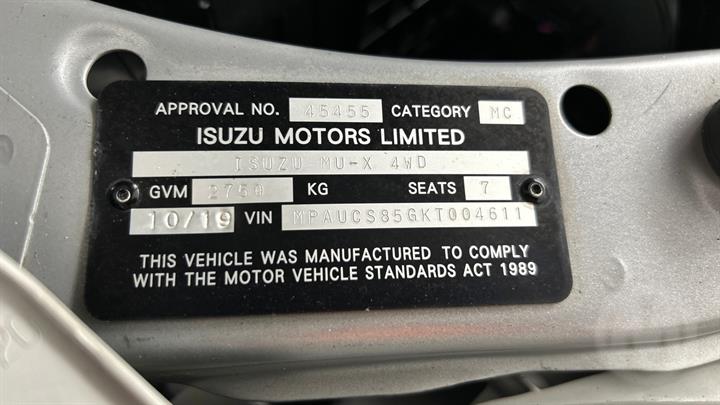 APPROVAL NO. 45455 CATEGORY MC
ISUZU MOTORS LIMITED
ISUZU MU-X 4WD
GVM 2750 KG SEATS 7
10/19 VIN MPAUCS85GKT004611
THIS VEHICLE WAS MANUFACTURED TO COMPLY
WITH THE MOTOR VEHICLE STANDARDS ACT 1989